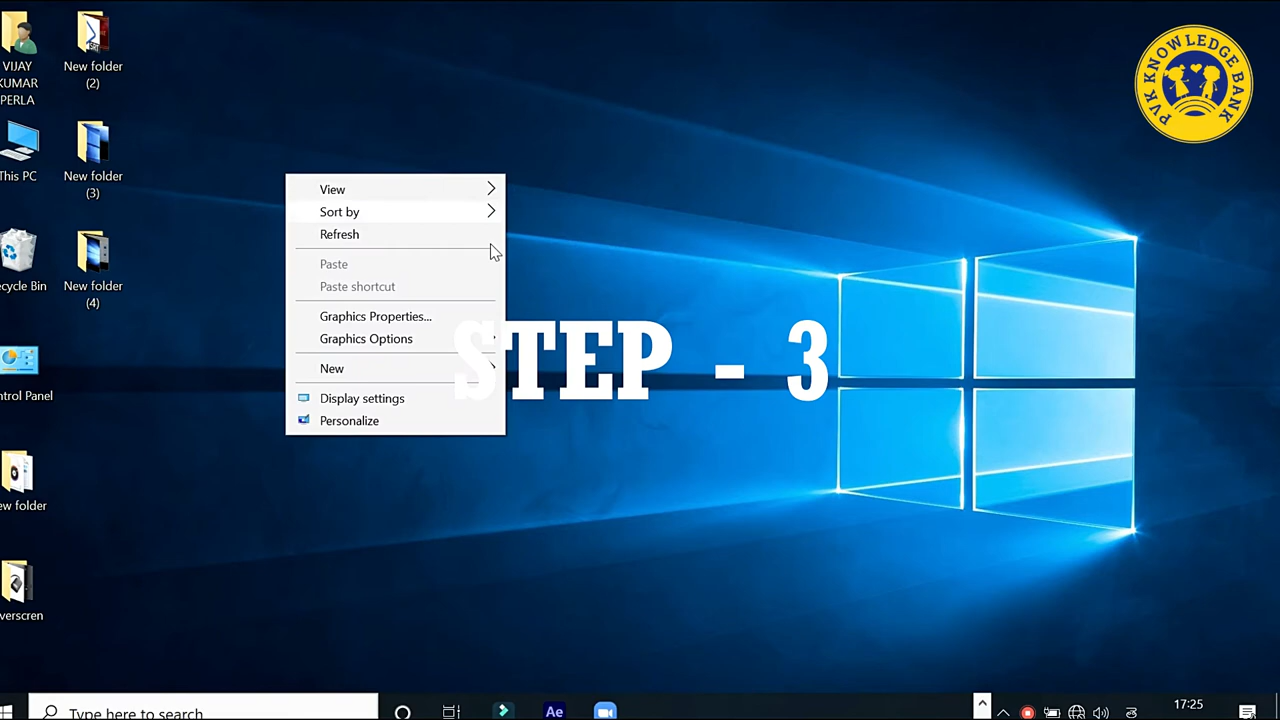 VIJAY
KUMAR
PERLA
New folder
(2)
This PC
New folder
(3)
ecycle Bin
New folder
(4)
ntrol Panel
ew folder
verscren
View
Sort by
Refresh
Paste
Paste shortcut
Graphics Properties...
Graphics Options
New
Display settings
Personalize
STEP - 3
PVK KNOWLEDGE BANK
Type here to search
Ae
17:25